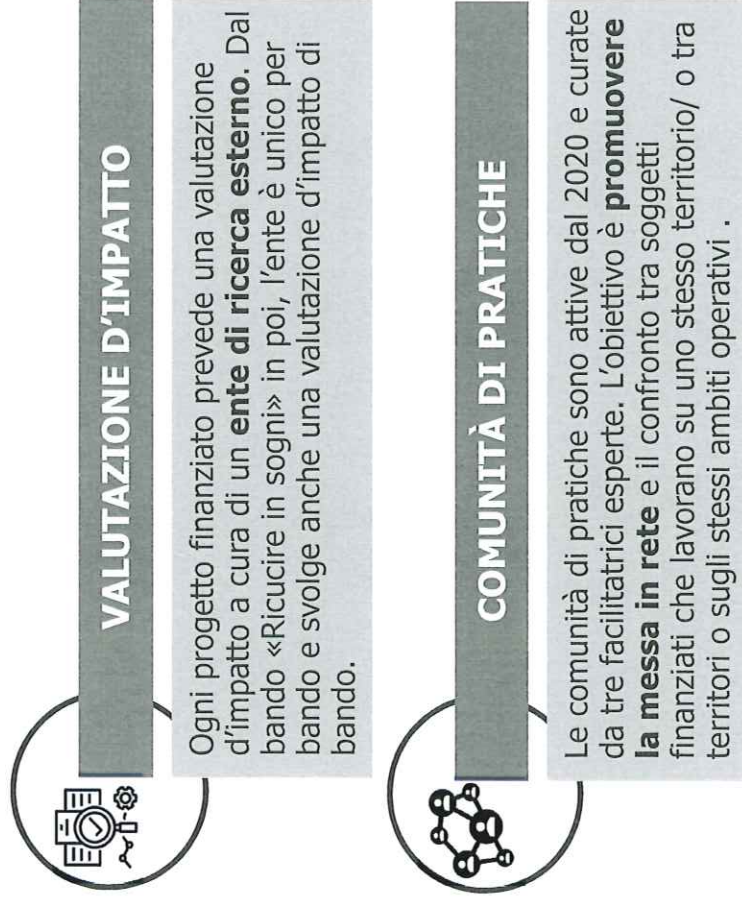 VALUTAZIONE D'IMPATTO
Ogni progetto finanziato prevede una valutazione
d'impatto a cura di un ente di ricerca esterno. Dal
bando «Ricucire in sogni» in poi, l'ente è unico per
bando e svolge anche una valutazione d'impatto di
bando.
COMUNITÀ DI PRATICHE
Le comunità di pratiche sono attive dal 2020 e curate
da tre facilitatrici esperte. L'obiettivo è promuovere
la messa in rete e il confronto tra soggetti
finanziati che lavorano su uno stesso territorio/ o tra
territori o sugli stessi ambiti operativi .